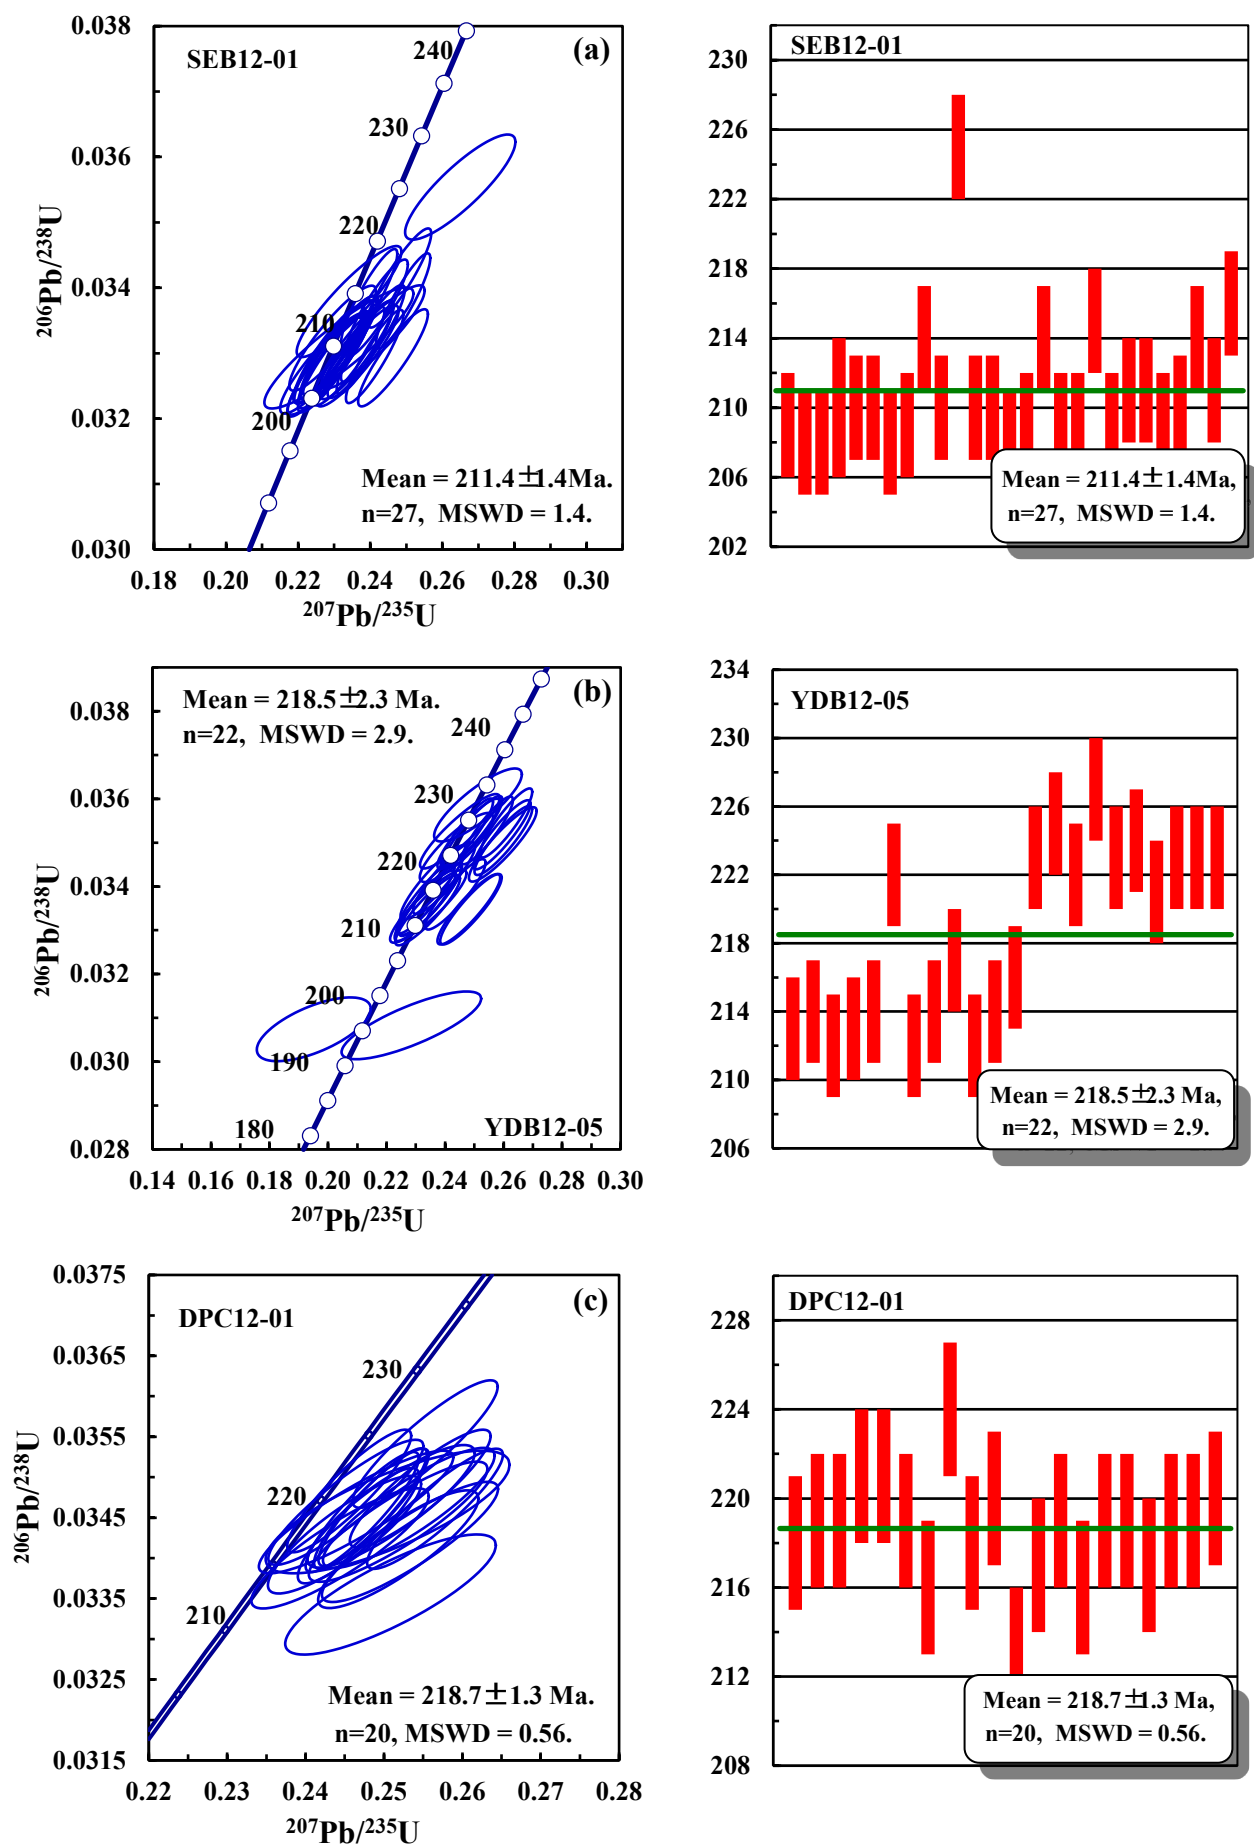 SEB12-01
(a)
0.038
0.036
0.034
0.032
0.030
206Pb/238U
240
230
220
210
200
Mean = 211.4 ±1.4Ma.
n=27, MSWD = 1.4.
0.18 0.20 0.22 0.24 0.26 0.28 0.30
207Pb/235U
SEB12-01
230
226
222
218
214
210
206
202
Mean = 211.4 ± 1.4Ma,
n=27, MSWD = 1.4.
Mean = 218.5 ±2.3 Ma.
n=22, MSWD = 2.9.
(b)
0.038
0.036
0.034
0.032
0.030
0.028
206Pb/238U
240
230
220
210
200
190
180
YDB12-05
0.14 0.16 0.18 0.20 0.22 0.24 0.26 0.28 0.30
207Pb/235U
YDB12-05
234
230
226
222
218
214
210
206
Mean = 218.5 ±2.3 Ma,
n=22, MSWD = 2.9.
DPC12-01
(c)
0.0375
0.0365
0.0355
0.0345
0.0335
0.0325
0.0315
206Pb/238U
230
220
210
Mean = 218.7 ± 1.3 Ma.
n=20, MSWD = 0.56.
0.22 0.23 0.24 0.25 0.26 0.27 0.28
207Pb/235U
DPC12-01
228
224
220
216
212
208
Mean = 218.7 ±1.3 Ma,
n=20, MSWD = 0.56.